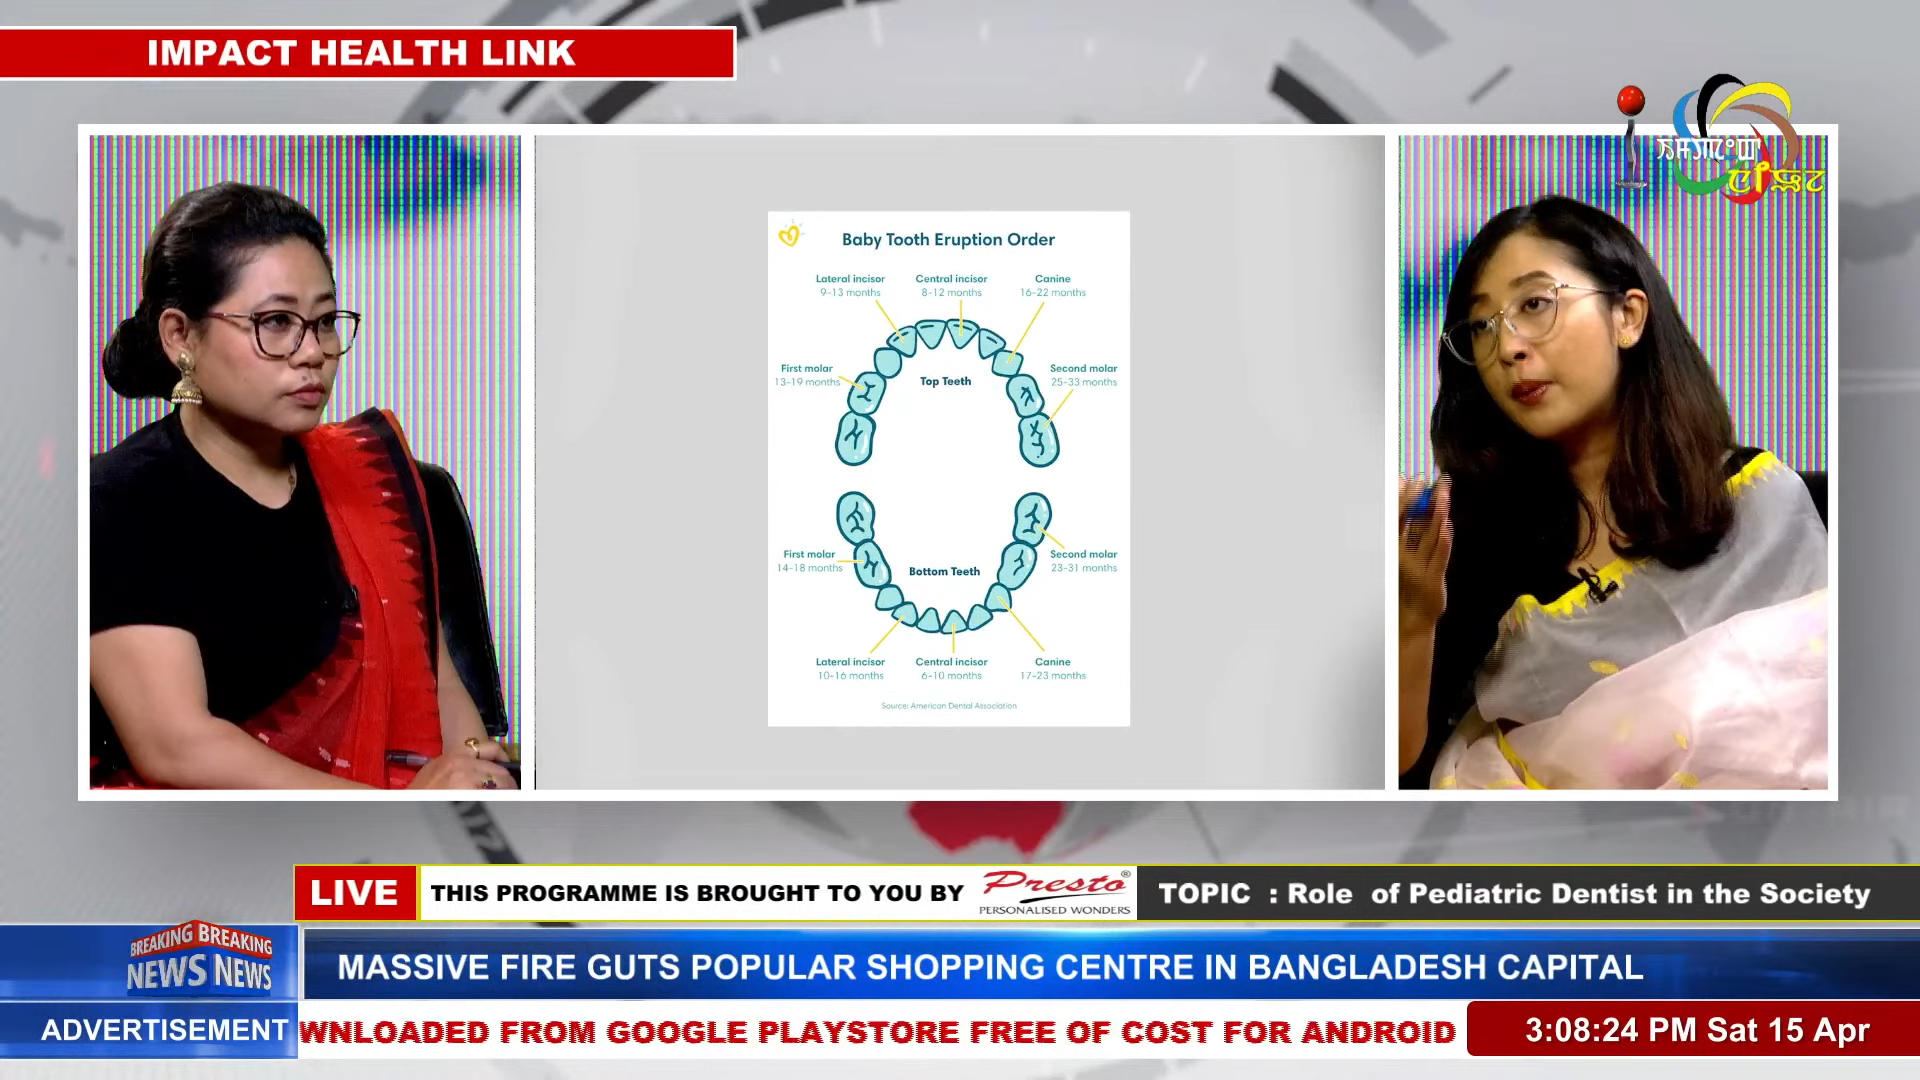 IMPACT HEALTH LINK
ꯏꯝꯄꯦꯛꯠ
Baby Tooth Eruption Order
Lateral incisor
9-13 months
Central incisor
8-12 months
Canine
16-22 months
First molar
13-19 months
Second molar
25-33 months
Top Teeth
First molar
14-18 months
Second molar
23-31 months
Bottom Teeth
Lateral incisor
10-16 months
Central incisor
6-10 months
Canine
17-23 months
Source: American Dental Association
LIVE
THIS PROGRAMME IS BROUGHT TO YOU BY
Presto®
PERSONALISED WONDERS
TOPIC : Role of Pediatric Dentist in the Society
BREAKING BREAKING
NEWS NEWS
MASSIVE FIRE GUTS POPULAR SHOPPING CENTRE IN BANGLADESH CAPITAL
ADVERTISEMENT
WNLOADED FROM GOOGLE PLAYSTORE FREE OF COST FOR ANDROID
3:08:24 PM Sat 15 Apr